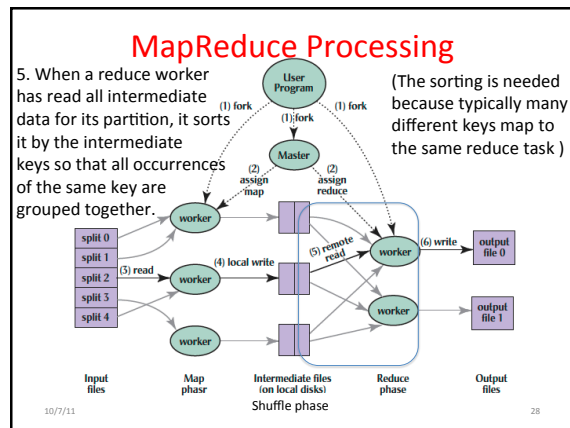 MapReduce Processing
5. When a reduce worker
has read all intermediate
data for its partition, it sorts
it by the intermediate
keys so that all occurrences
of the same key are
grouped together.
(The sorting is needed
because typically many
different keys map to
the same reduce task )
User
Program
(1) fork
(1) fork
(1) fork
Master
(2)
assign
map
(2)
assign
reduce
worker
split 0
split 1
split 2
split 3
split 4
(3) read
(4) local write
worker
worker
(5) remote
read
worker
worker
(6) write
output
file 0
output
file 1
Input
files
Map
phasr
Intermediate files
(on local disks)
Reduce
phase
Output
files
Shuffle phase
10/7/11
28